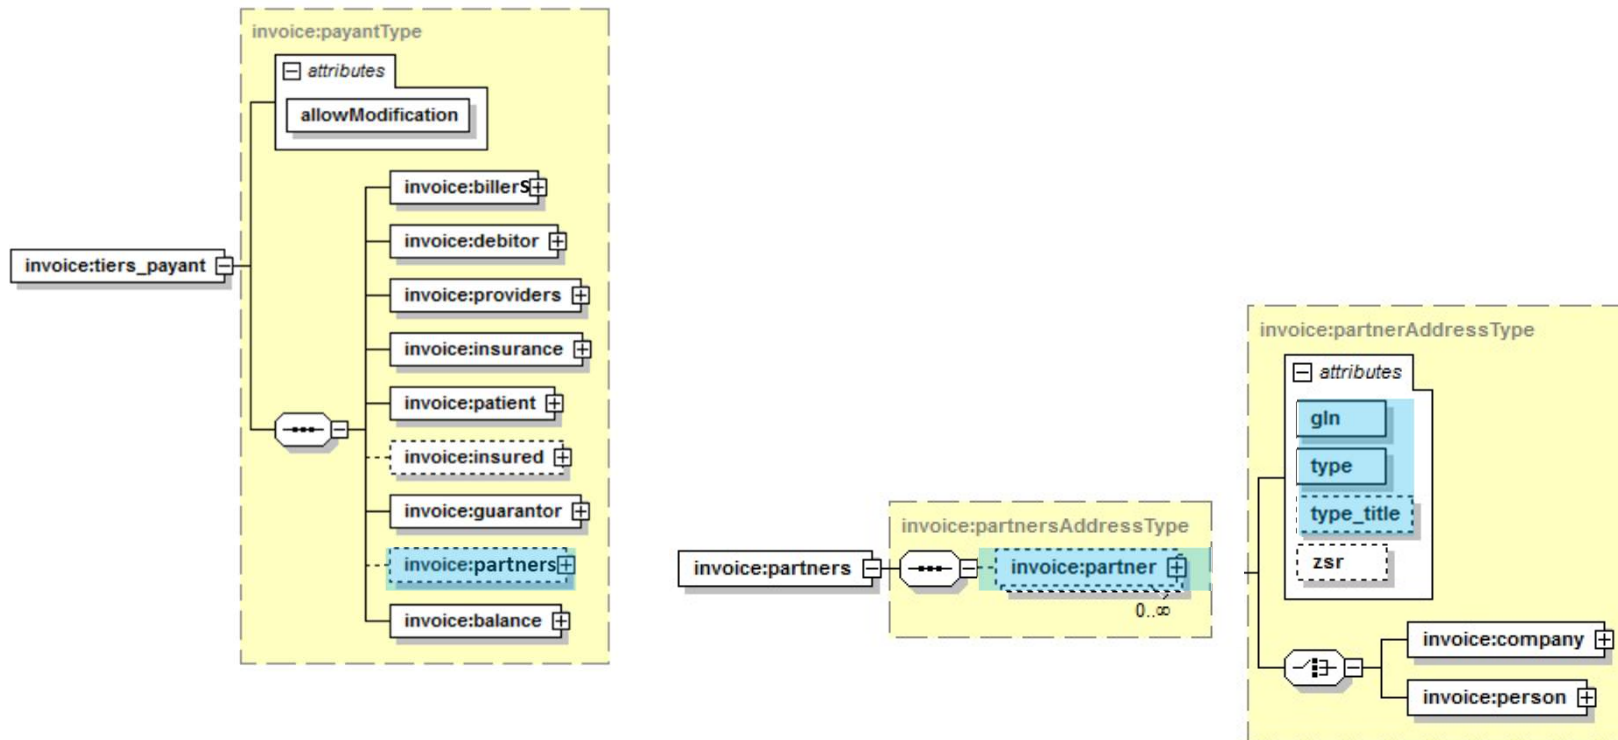 invoice:payantType
attributes
allowModification
invoice:tiers_payant
invoice:billerS
invoice:debitor
invoice:providers
invoice:insurance
invoice:patient
invoice:insured
invoice:guarantor
invoice:partners
invoice:balance
invoice:partners
invoice:partnersAddressType
invoice:partner
0..∞
invoice:partnerAddressType
attributes
gln
type
type_title
zsr
invoice:company
invoice:person